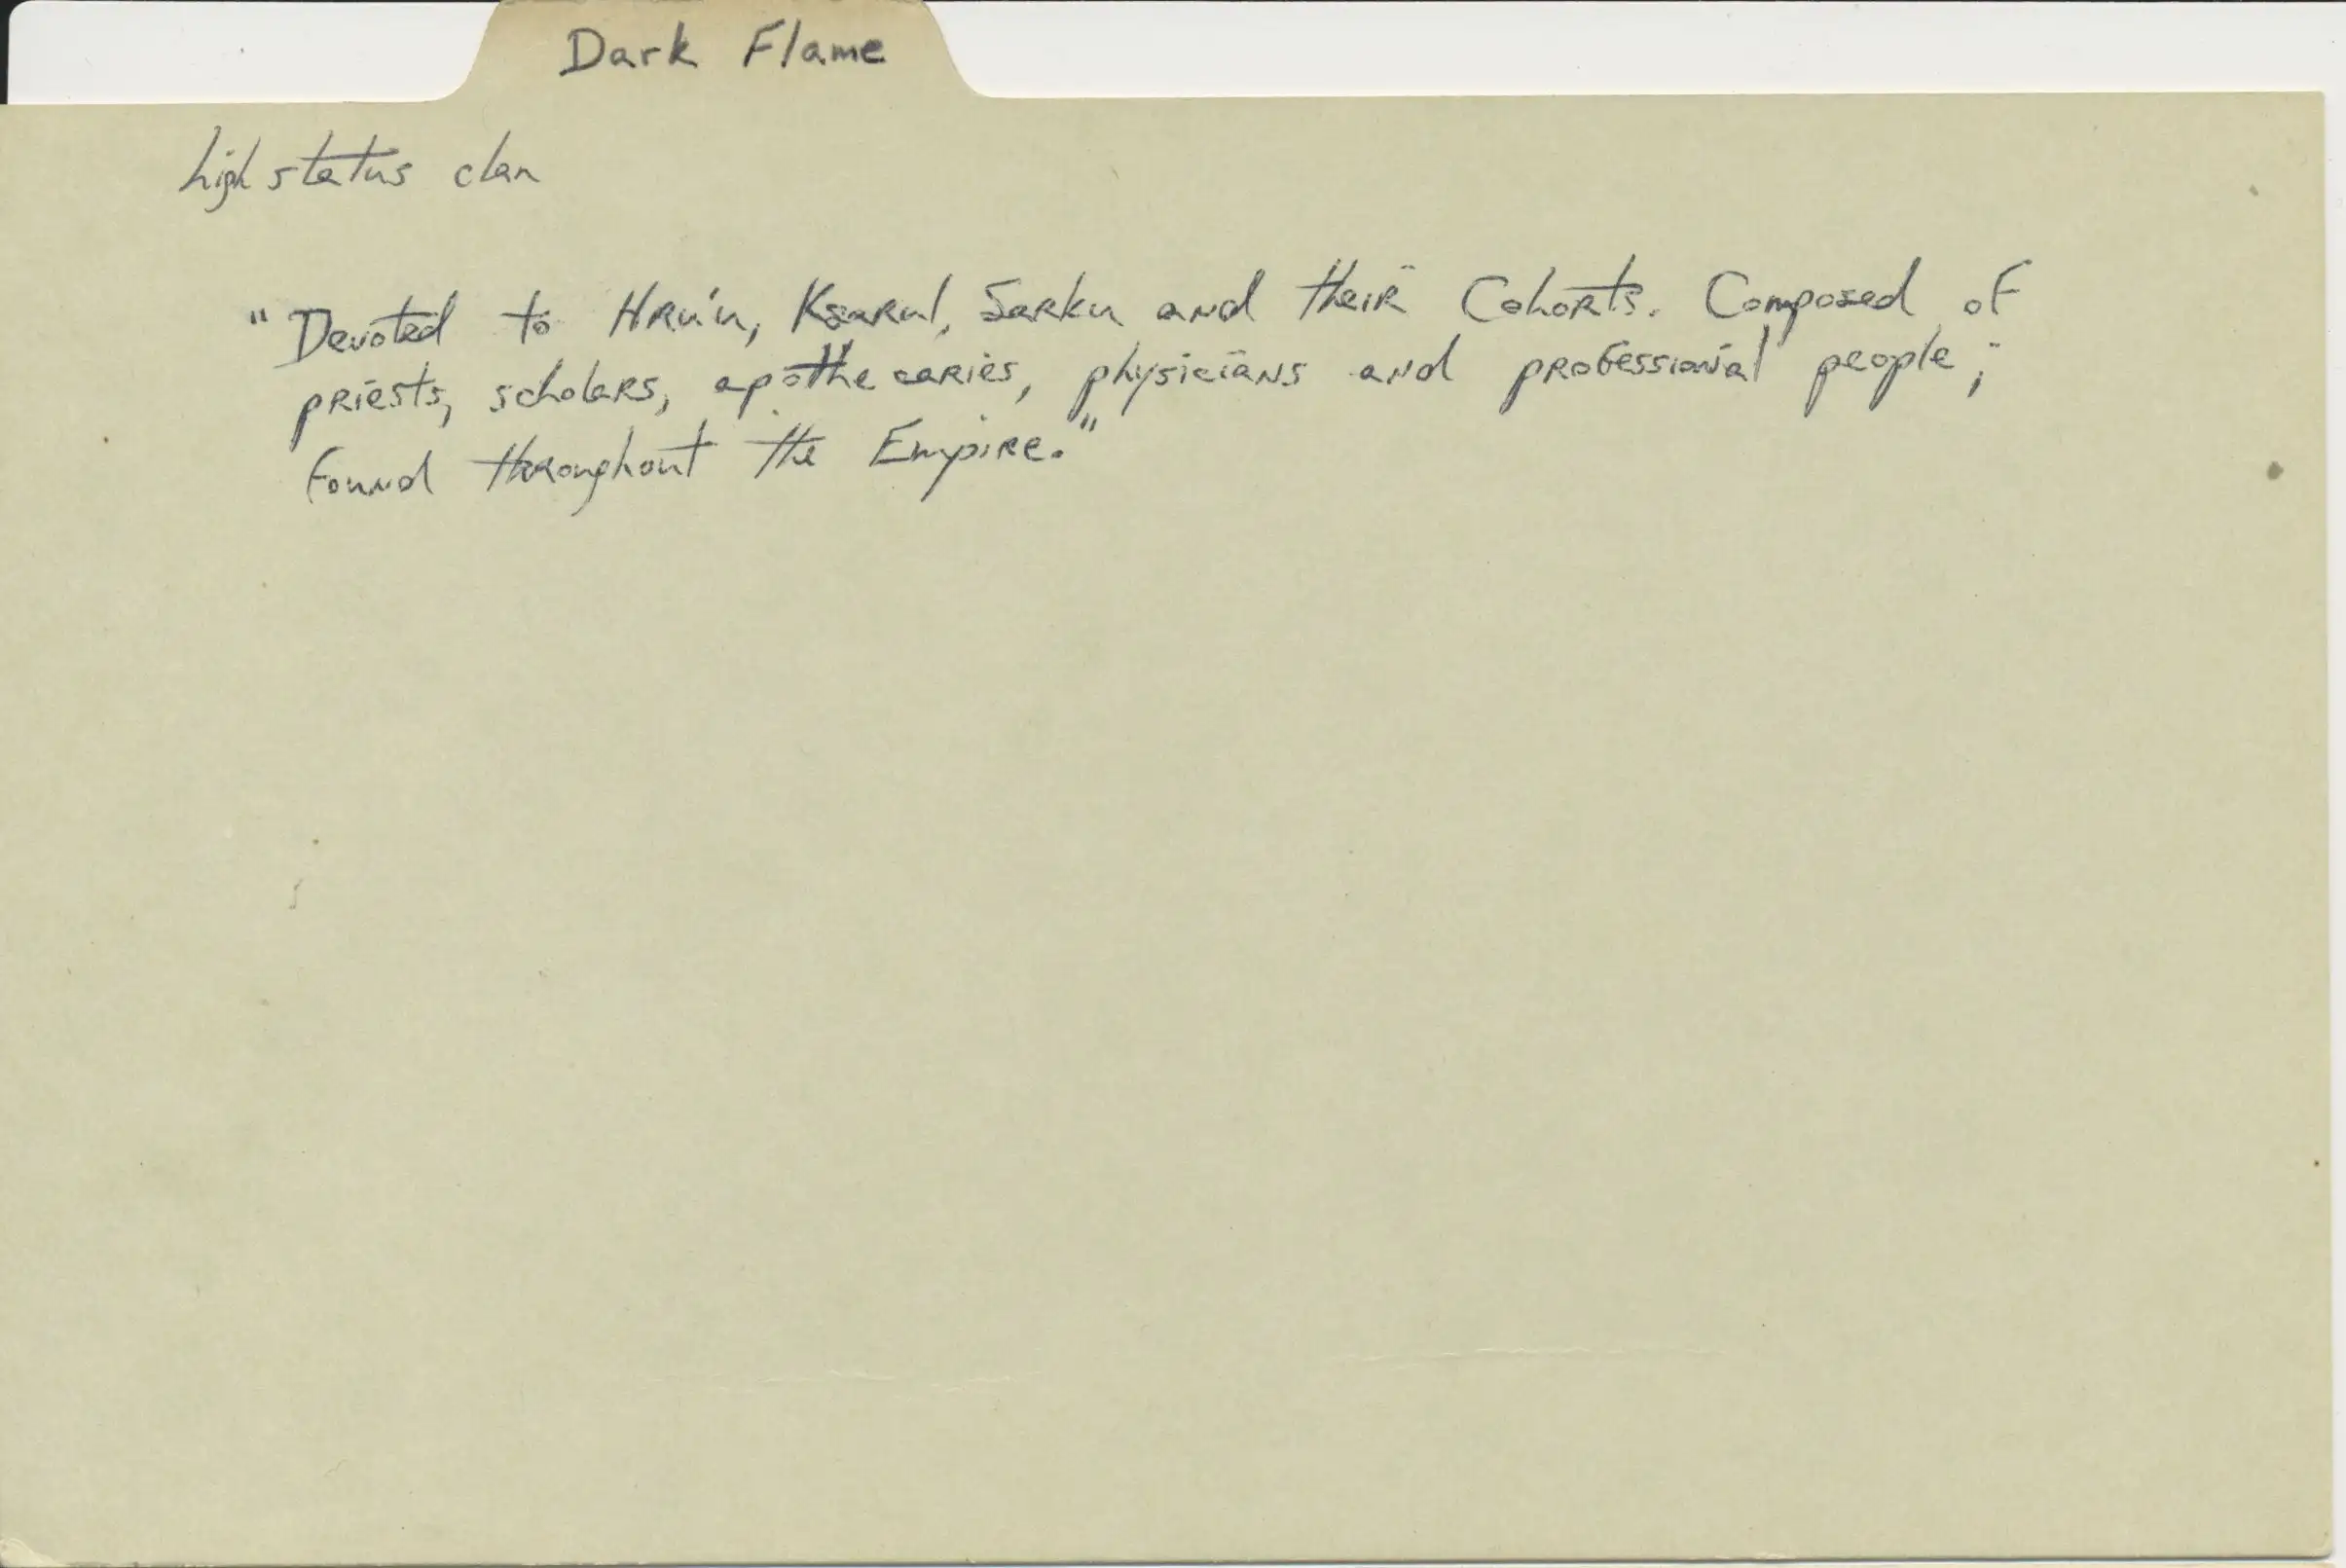 Dark Flame
high status clan
"Devoted to Hrú'ú, Ksarul, Sarku and their Cohorts. Composed of
priests, scholars, apothecaries, physicians and professional people;
found throughout the Empire."